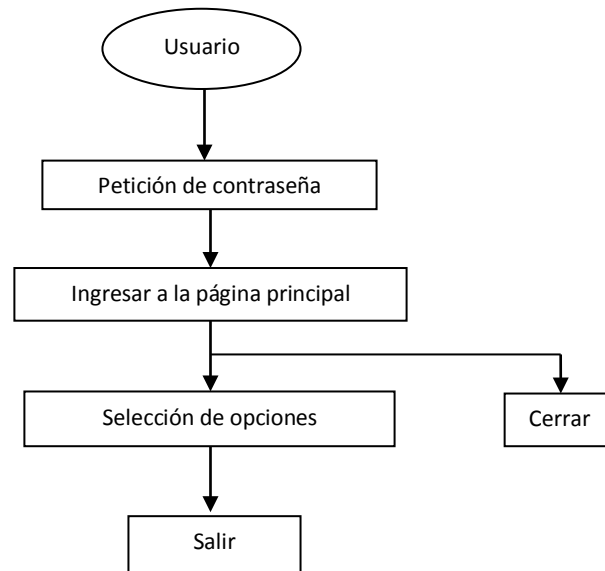 Usuario
Petición de contraseña
Ingresar a la página principal
Selección de opciones
Cerrar
Salir